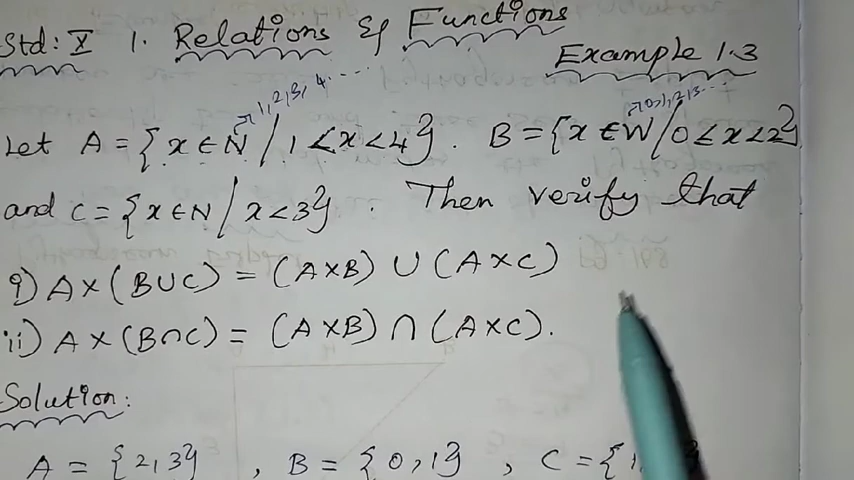 Std: X 1. Relations & Functions
Example 1.3
→ 1, 2, 3, 4.....
→ 0, 1, 2, 3...
Let A = {x ∈ N / 1 < x < 4}. B = {x ∈ W / 0 ≤ x < 2}
and C = {x ∈ N / x < 3}. Then verify that
i) A × (B ∪ C) = (A × B) ∪ (A × C)
ii) A × (B ∩ C) = (A × B) ∩ (A × C).
Solution:
A = {2, 3}, B = {0, 1}, C = {1,